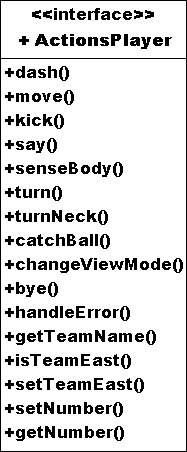 <<interface>>
+ ActionsPlayer
+dash()
+move()
+kick()
+say()
+senseBody()
+turn()
+turnNeck()
+catchBall()
+changeViewMode()
+bye()
+handleError()
+getTeamName()
+isTeamEast()
+setTeamEast()
+setNumber()
+getNumber()